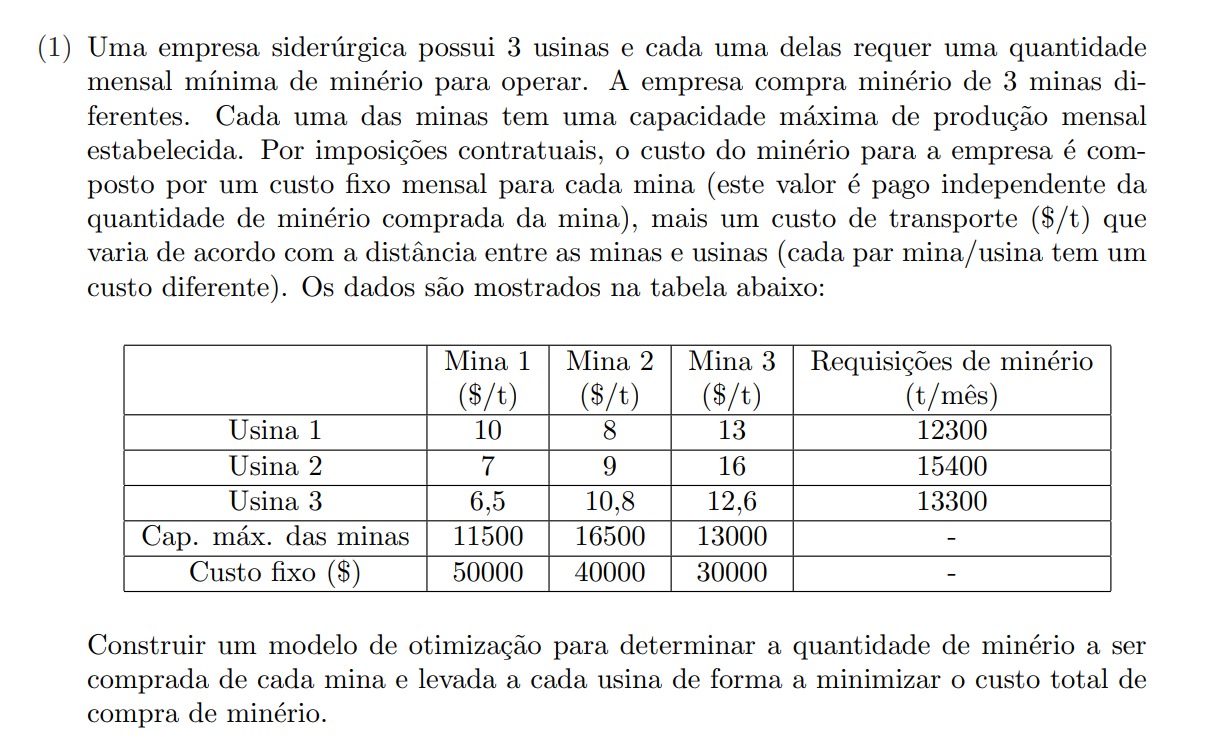 (1) Uma empresa siderúrgica possui 3 usinas e cada uma delas requer uma quantidade
mensal mínima de minério para operar. A empresa compra minério de 3 minas di-
ferentes. Cada uma das minas tem uma capacidade máxima de produção mensal
estabelecida. Por imposições contratuais, o custo do minério para a empresa é com-
posto por um custo fixo mensal para cada mina (este valor é pago independente da
quantidade de minério comprada da mina), mais um custo de transporte ($/t) que
varia de acordo com a distância entre as minas e usinas (cada par mina/usina tem um
custo diferente). Os dados são mostrados na tabela abaixo:
Mina 1 Mina 2 Mina 3 Requisições de minério
($/t) ($/t) ($/t) (t/mês)
Usina 1 10 8 13 12300
Usina 2 7 9 16 15400
Usina 3 6,5 10,8 12,6 13300
Cap. máx. das minas 11500 16500 13000 -
Custo fixo ($) 50000 40000 30000 -
Construir um modelo de otimização para determinar a quantidade de minério a ser
comprada de cada mina e levada a cada usina de forma a minimizar o custo total de
compra de minério.